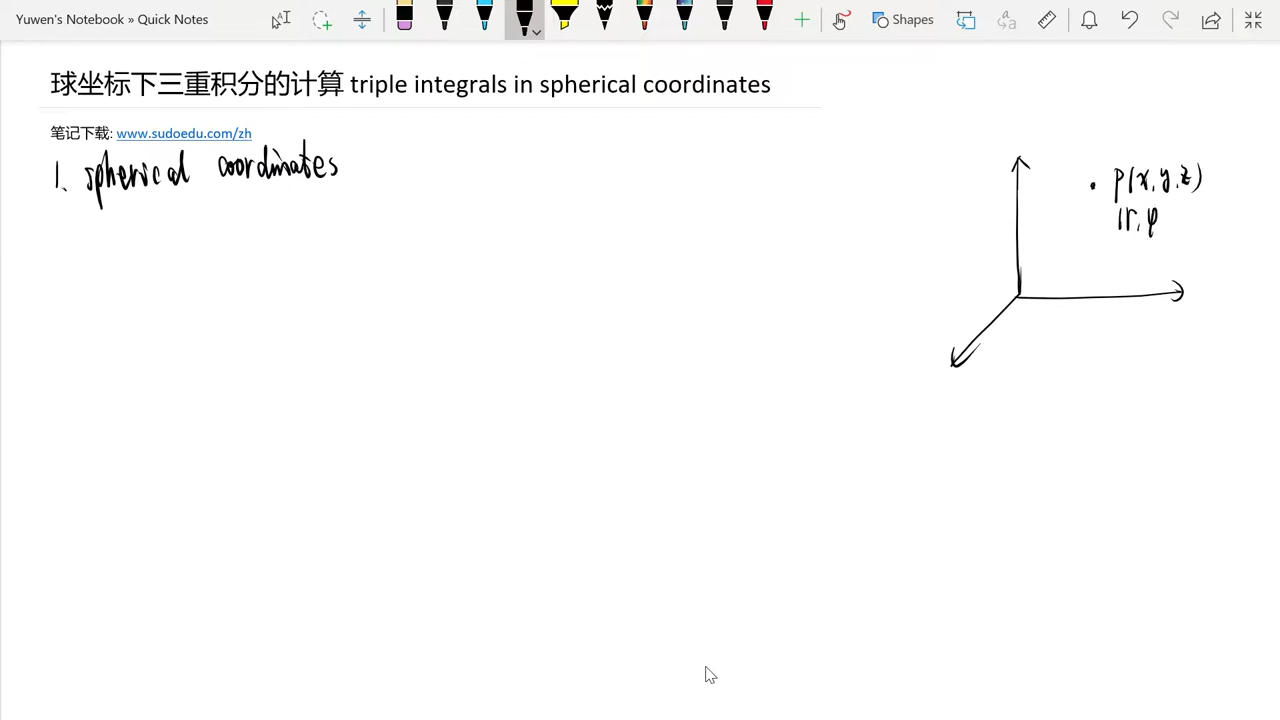 Yuwen's Notebook » Quick Notes
Shapes
球坐标下三重积分的计算 triple integrals in spherical coordinates
笔记下载: www.sudoedu.com/zh
1. spherical coordinates
P(x, y, z)
(r, φ